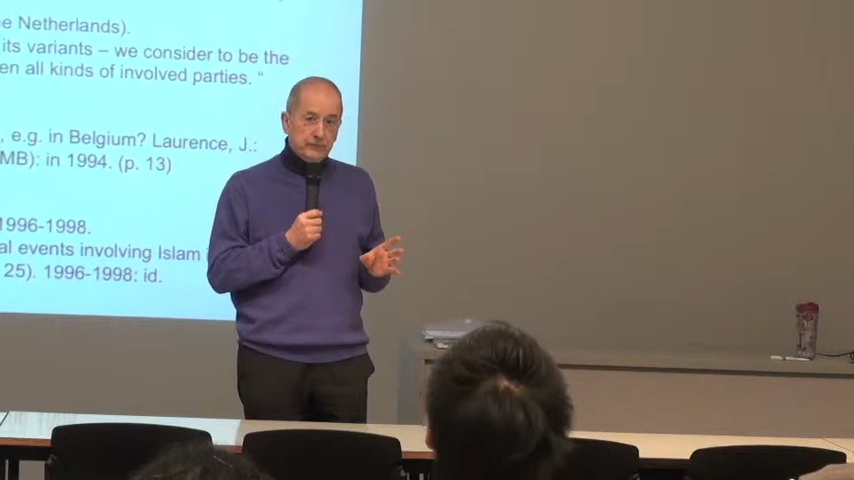 e Netherlands).
its variants – we consider to be the
en all kinds of involved parties. “
, e.g. in Belgium? Laurence, J.:
MB): in 1994. (p. 13)
1996-1998.
al events involving Islam i
25). 1996-1998: id.